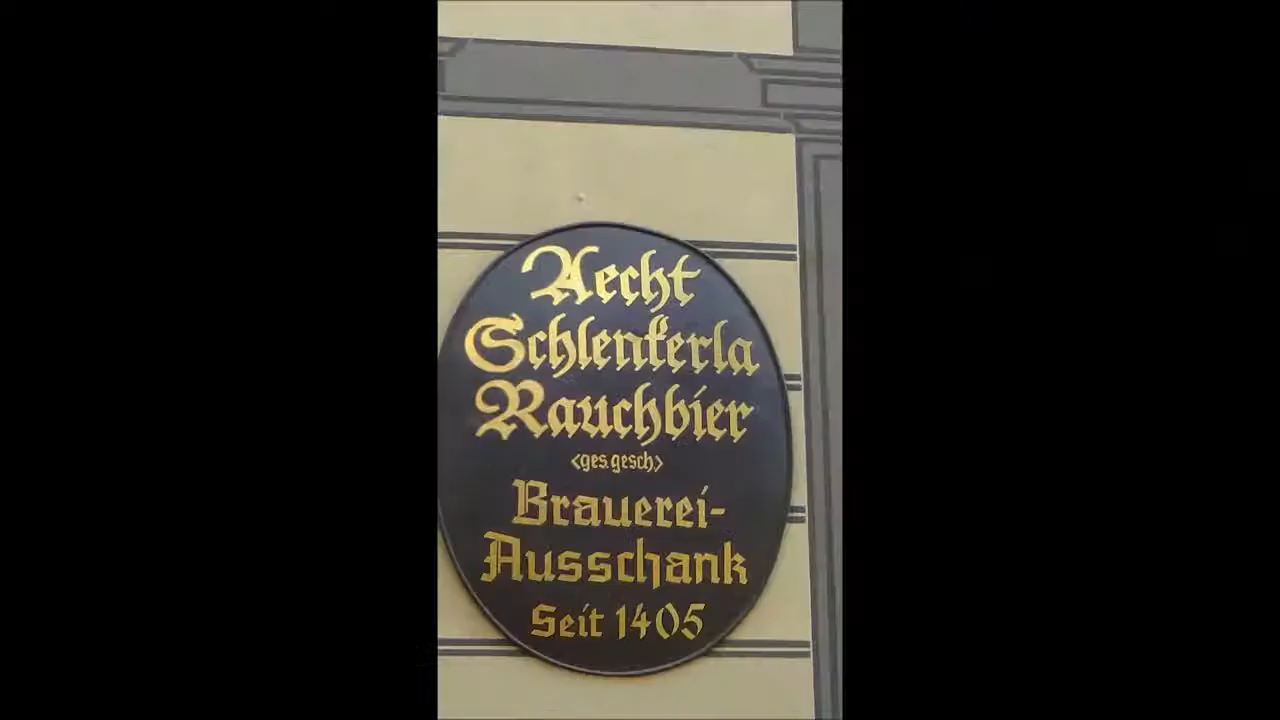 Aecht
Schlenkerla
Rauchbier
<ges.gesch>
Brauerei-
Ausschank
Seit 1405